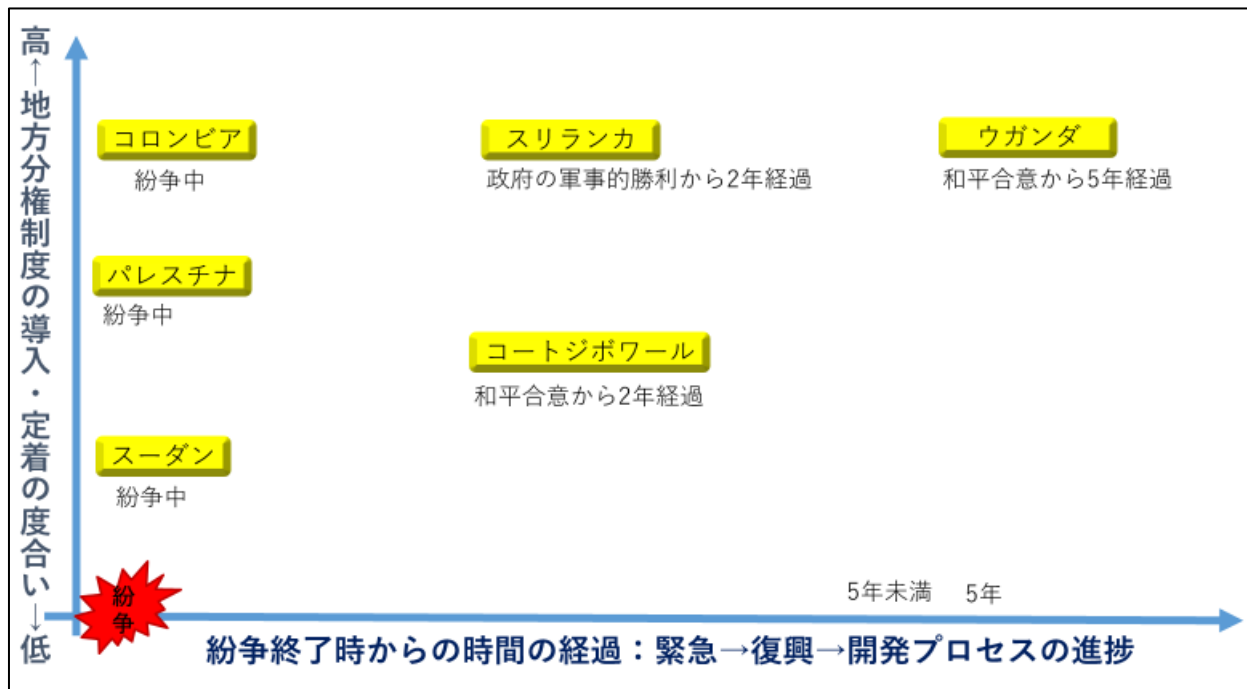 高←地方分権制度の導入・定着の度合い→低
コロンビア
紛争中
スリランカ
政府の軍事的勝利から2年経過
ウガンダ
和平合意から5年経過
パレスチナ
紛争中
コートジボワール
和平合意から2年経過
スーダン
紛争中
紛争
5年未満
5年
紛争終了時からの時間の経過：緊急→復興→開発プロセスの進捗